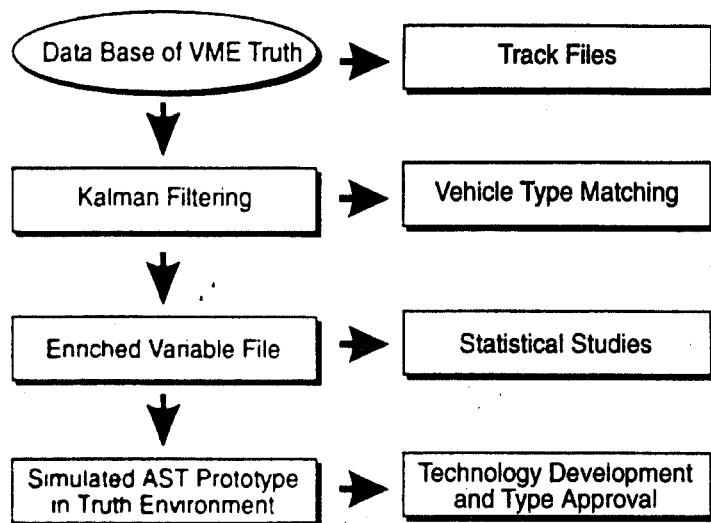 Data Base of VME Truth
Track Files
Kalman Filtering
Vehicle Type Matching
Enriched Variable File
Statistical Studies
Simulated AST Prototype
in Truth Environment
Technology Development
and Type Approval